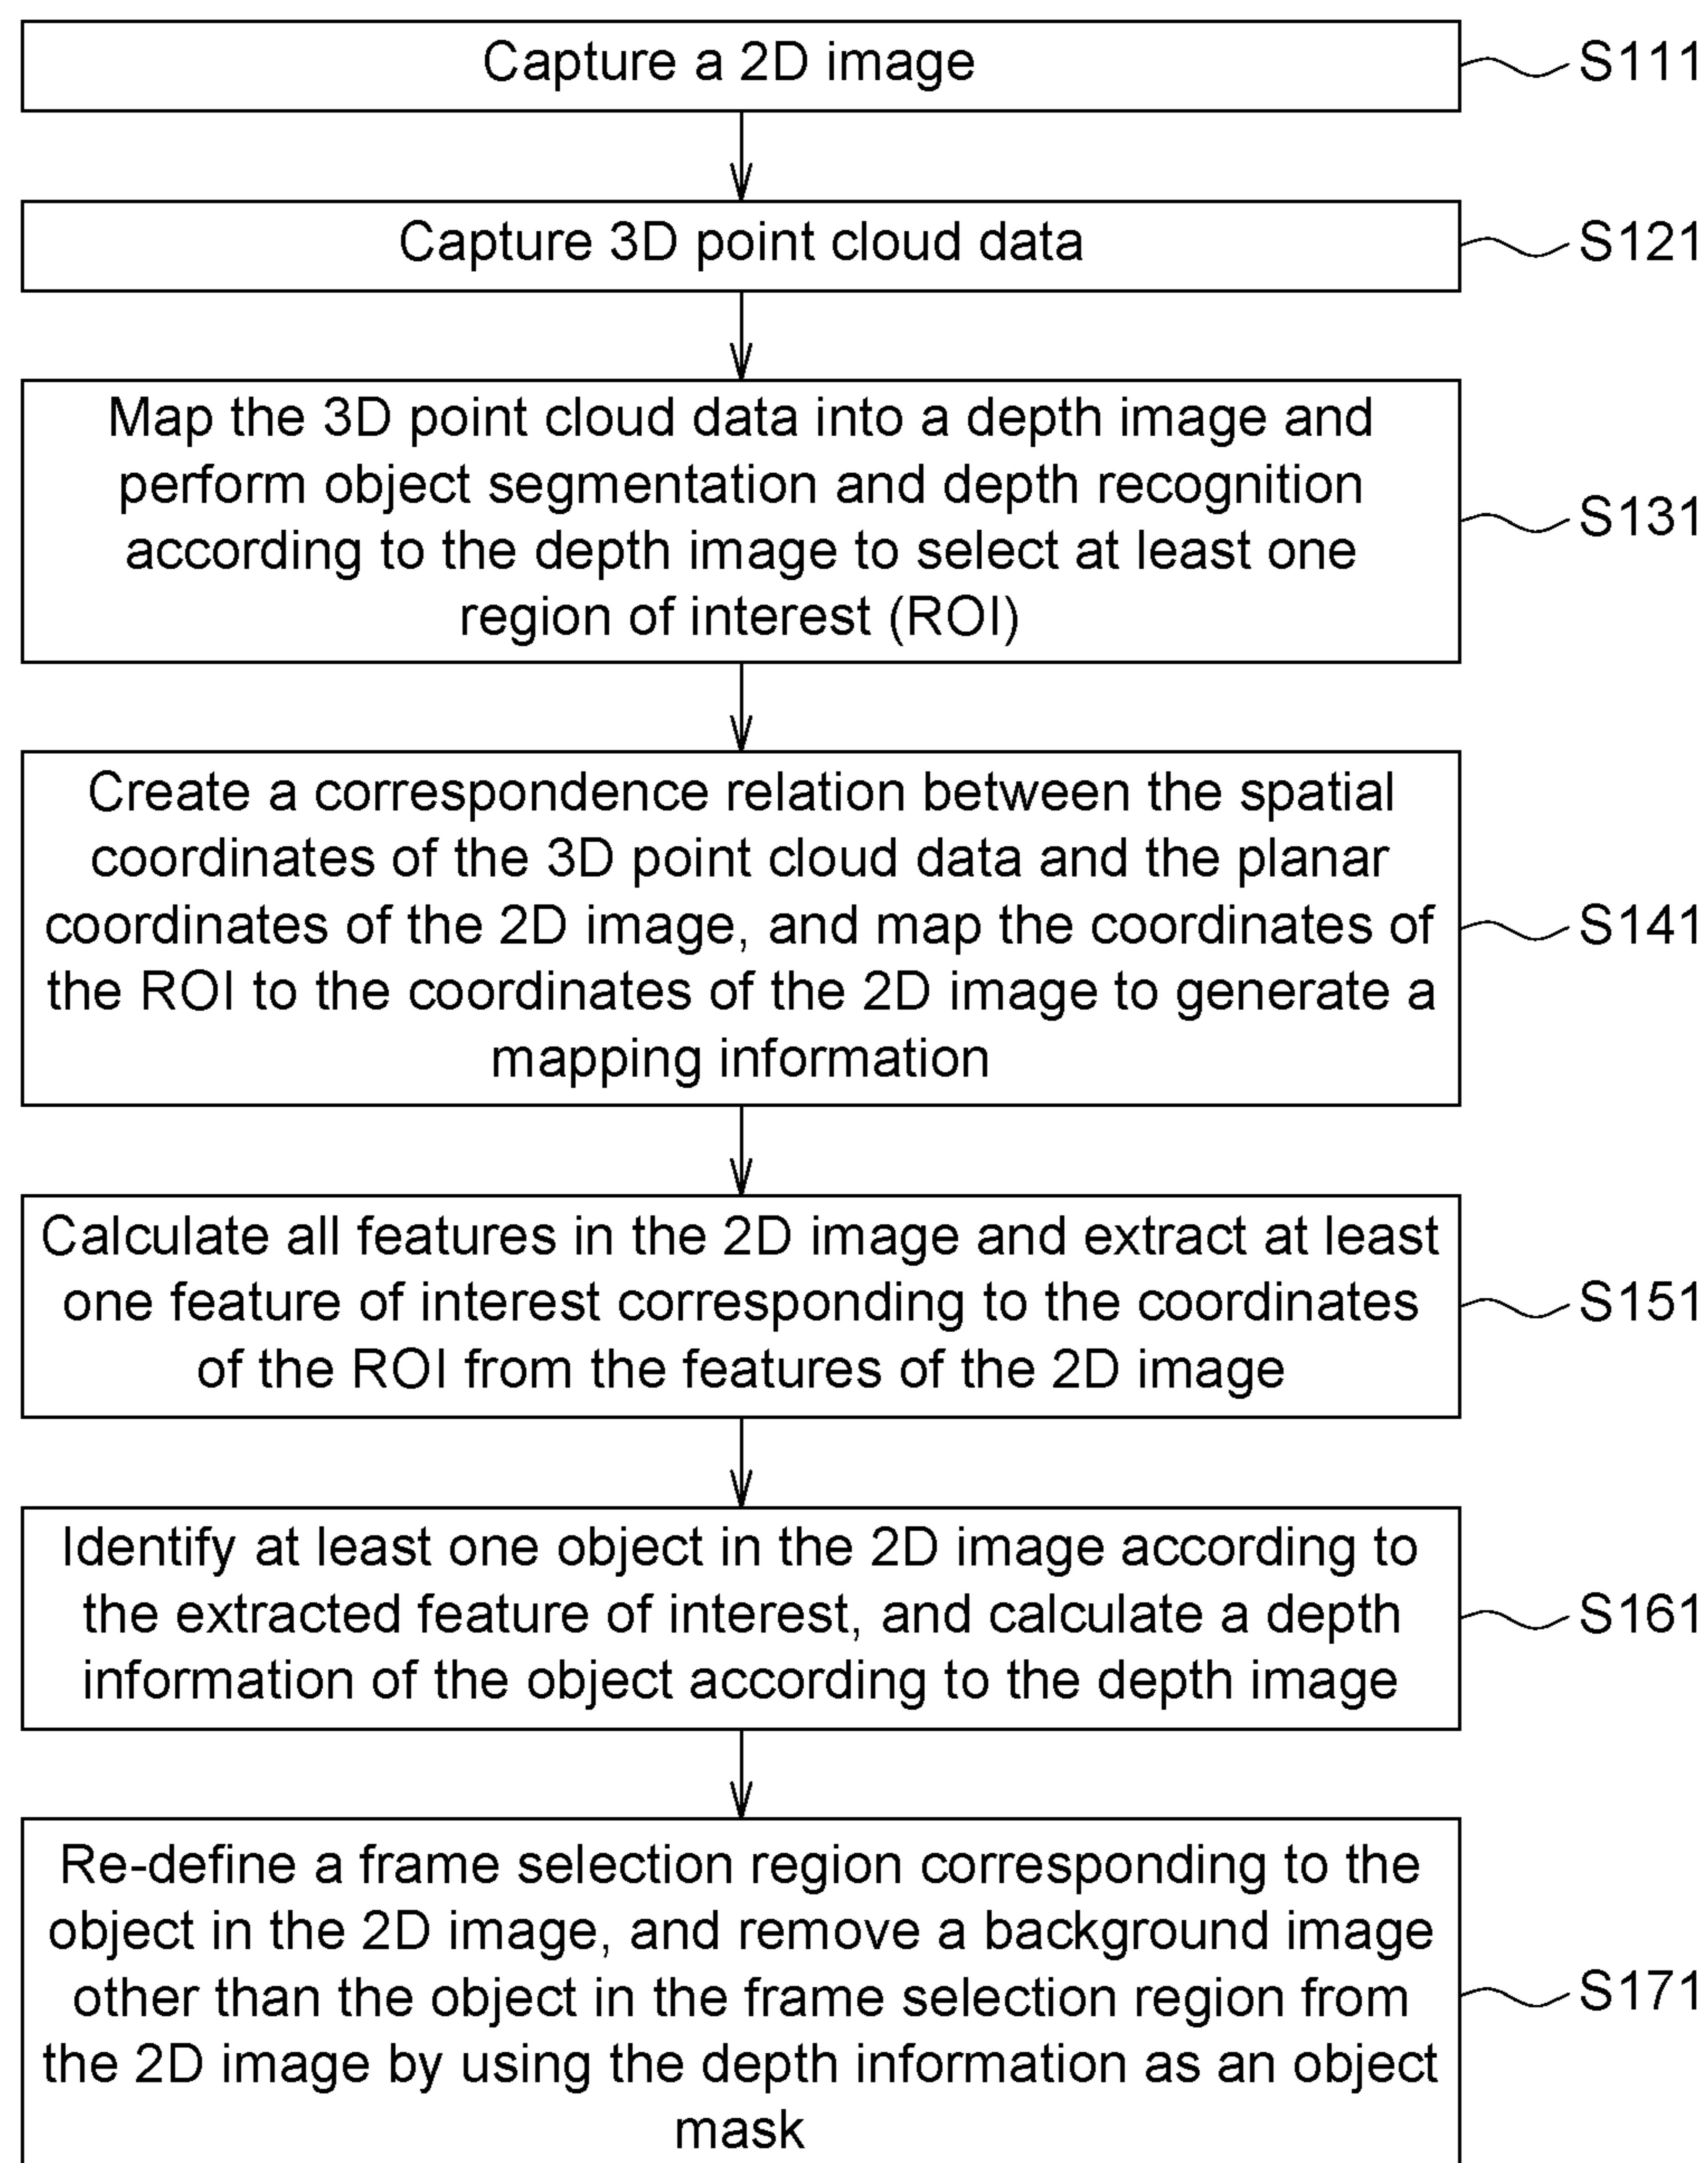 Capture a 2D image
S111
Capture 3D point cloud data
S121
Map the 3D point cloud data into a depth image and
perform object segmentation and depth recognition
according to the depth image to select at least one
region of interest (ROI)
S131
Create a correspondence relation between the spatial
coordinates of the 3D point cloud data and the planar
coordinates of the 2D image, and map the coordinates of
the ROI to the coordinates of the 2D image to generate a
mapping information
S141
Calculate all features in the 2D image and extract at least
one feature of interest corresponding to the coordinates
of the ROI from the features of the 2D image
S151
Identify at least one object in the 2D image according to
the extracted feature of interest, and calculate a depth
information of the object according to the depth image
S161
Re-define a frame selection region corresponding to the
object in the 2D image, and remove a background image
other than the object in the frame selection region from
the 2D image by using the depth information as an object
mask
S171